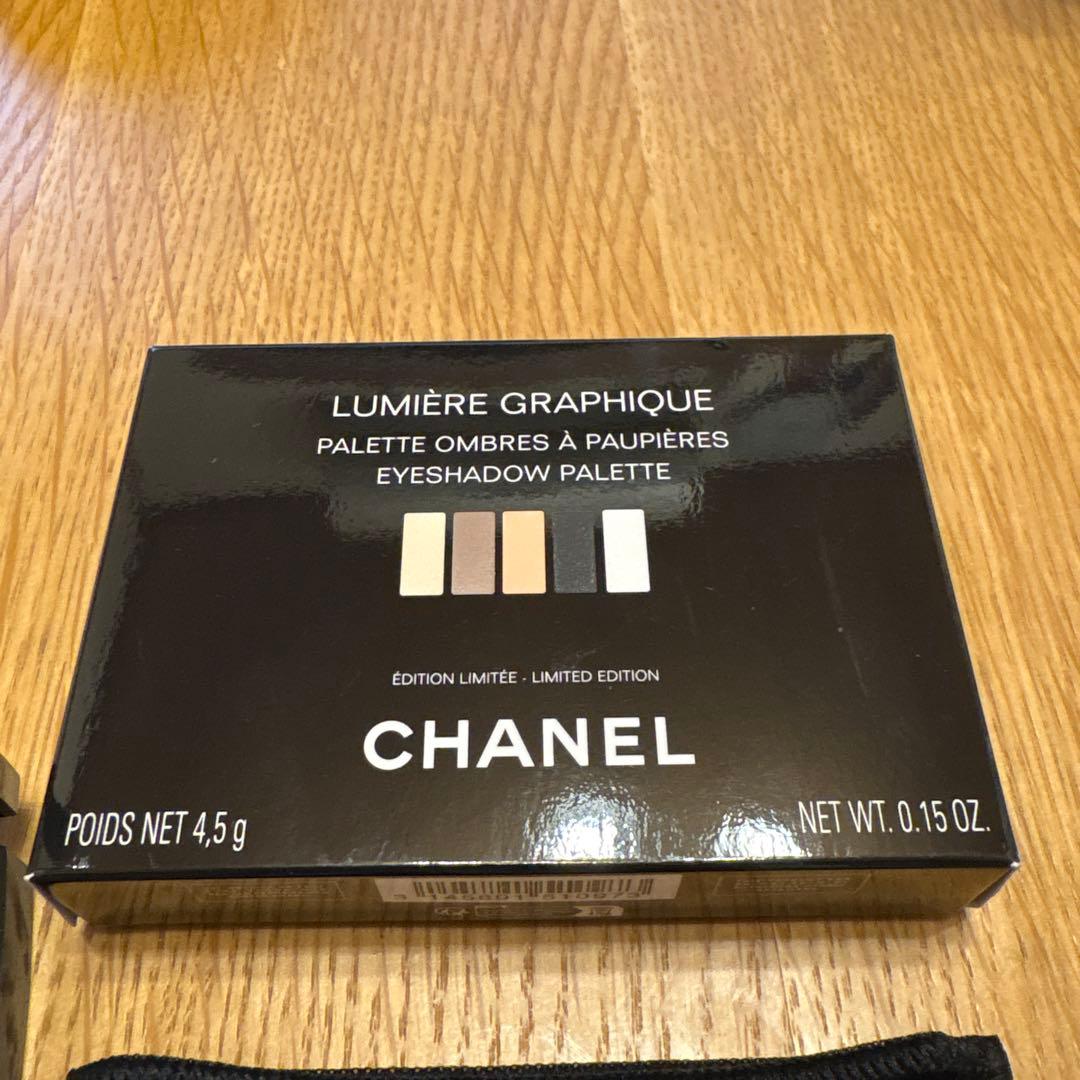 LUMIÈRE GRAPHIQUE
PALETTE OMBRES À PAUPIÈRES
EYESHADOW PALETTE
ÉDITION LIMITÉE - LIMITED EDITION
CHANEL
POIDS NET 4,5 g
NET WT. 0.15 OZ.